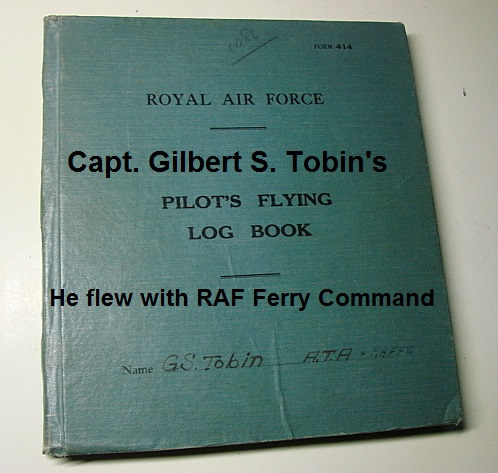 FORM 414
ROYAL AIR FORCE
Capt. Gilbert S. Tobin's
PILOT'S FLYING
LOG BOOK
He flew with RAF Ferry Command
Name G.S. Tobin A.T.A